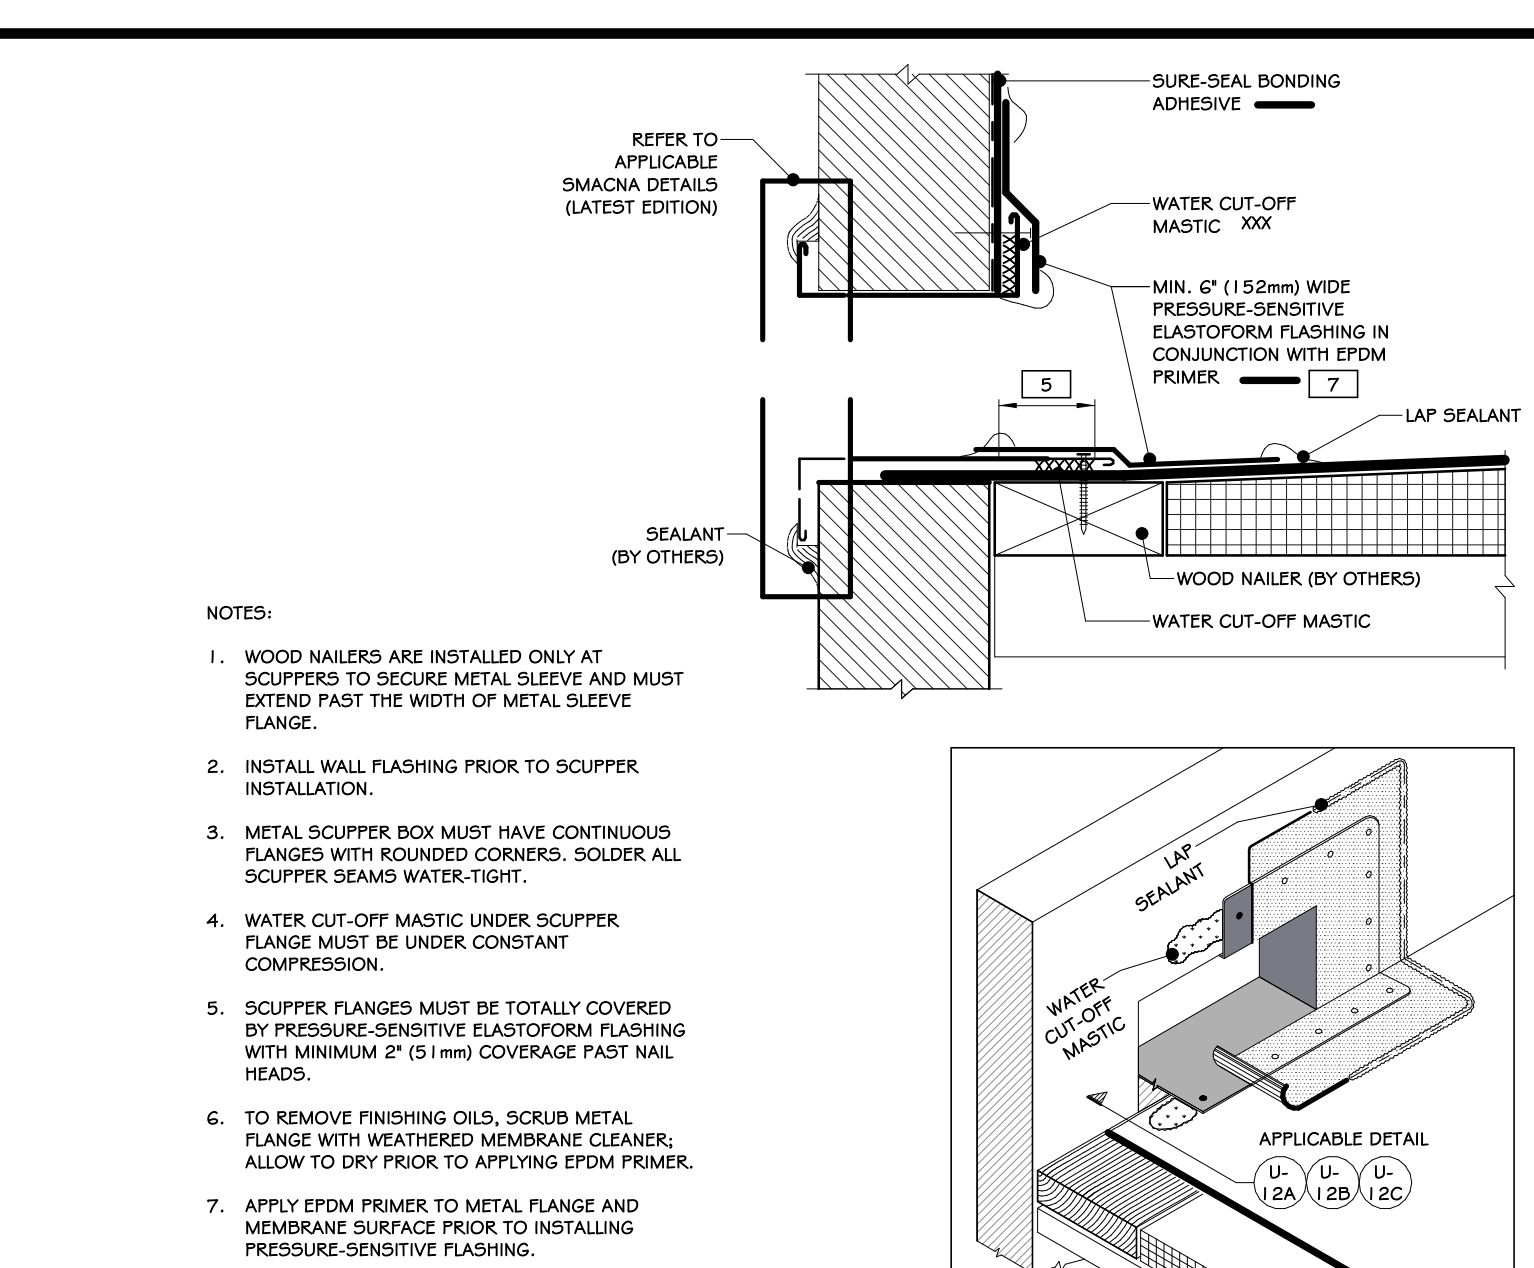 SURE-SEAL BONDING
ADHESIVE
REFER TO
APPLICABLE
SMACNA DETAILS
(LATEST EDITION)
WATER CUT-OFF
MASTIC XXX
MIN. 6" (152mm) WIDE
PRESSURE-SENSITIVE
ELASTOFORM FLASHING IN
CONJUNCTION WITH EPDM
PRIMER 7
5
LAP SEALANT
SEALANT
(BY OTHERS)
WOOD NAILER (BY OTHERS)
WATER CUT-OFF MASTIC
NOTES:
1. WOOD NAILERS ARE INSTALLED ONLY AT
SCUPPERS TO SECURE METAL SLEEVE AND MUST
EXTEND PAST THE WIDTH OF METAL SLEEVE
FLANGE.
2. INSTALL WALL FLASHING PRIOR TO SCUPPER
INSTALLATION.
3. METAL SCUPPER BOX MUST HAVE CONTINUOUS
FLANGES WITH ROUNDED CORNERS. SOLDER ALL
SCUPPER SEAMS WATER-TIGHT.
4. WATER CUT-OFF MASTIC UNDER SCUPPER
FLANGE MUST BE UNDER CONSTANT
COMPRESSION.
5. SCUPPER FLANGES MUST BE TOTALLY COVERED
BY PRESSURE-SENSITIVE ELASTOFORM FLASHING
WITH MINIMUM 2" (51mm) COVERAGE PAST NAIL
HEADS.
6. TO REMOVE FINISHING OILS, SCRUB METAL
FLANGE WITH WEATHERED MEMBRANE CLEANER;
ALLOW TO DRY PRIOR TO APPLYING EPDM PRIMER.
7. APPLY EPDM PRIMER TO METAL FLANGE AND
MEMBRANE SURFACE PRIOR TO INSTALLING
PRESSURE-SENSITIVE FLASHING.
LAP
SEALANT
WATER
CUT-OFF
MASTIC
APPLICABLE DETAIL
U- U- U-
12A 12B 12C